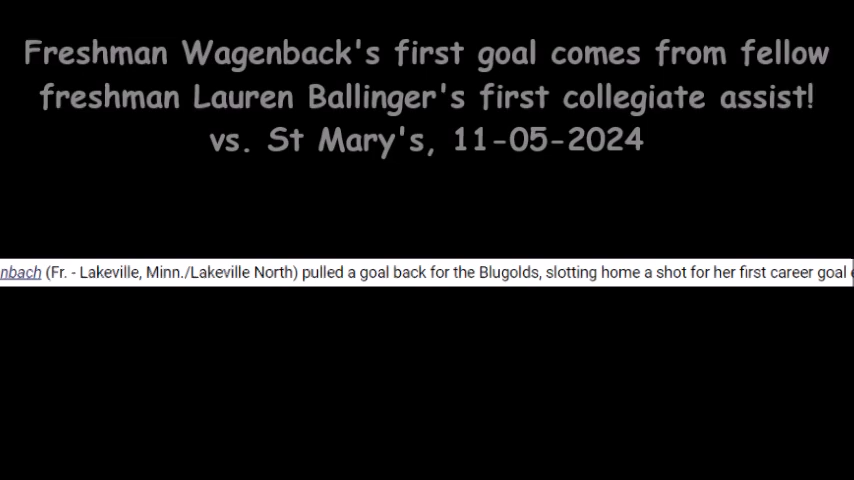 Freshman Wagenback's first goal comes from fellow
freshman Lauren Ballinger's first collegiate assist!
vs. St Mary's, 11-05-2024
nbach (Fr. - Lakeville, Minn./Lakeville North) pulled a goal back for the Blugolds, slotting home a shot for her first career goal